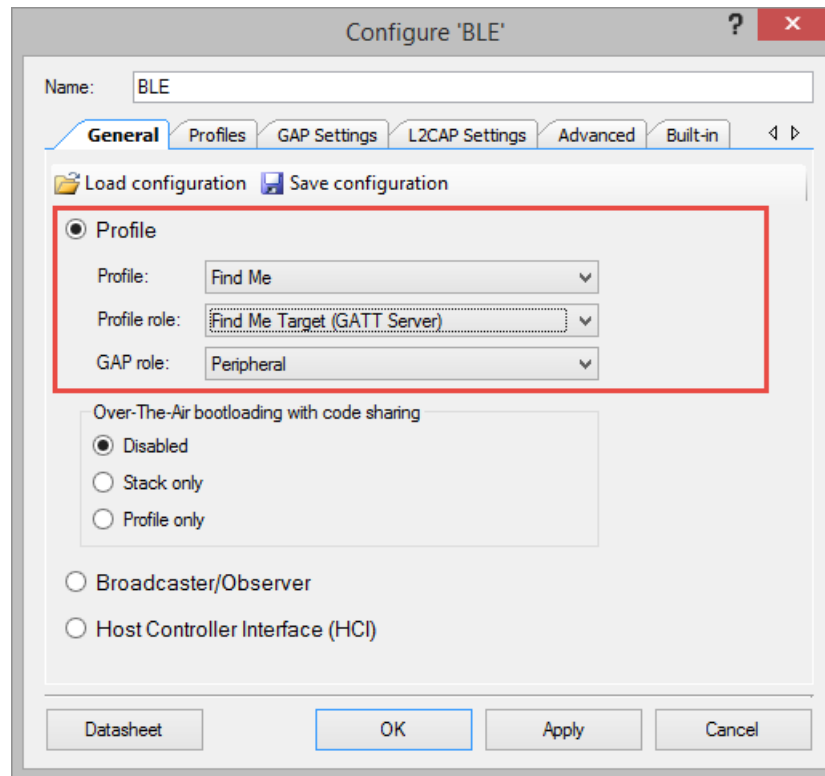 Configure 'BLE'
?
Name: BLE
General Profiles GAP Settings L2CAP Settings Advanced Built-in
Load configuration Save configuration
Profile
Profile: Find Me
Profile role: Find Me Target (GATT Server)
GAP role: Peripheral
Over-The-Air bootloading with code sharing
Disabled
Stack only
Profile only
Broadcaster/Observer
Host Controller Interface (HCI)
Datasheet OK Apply Cancel